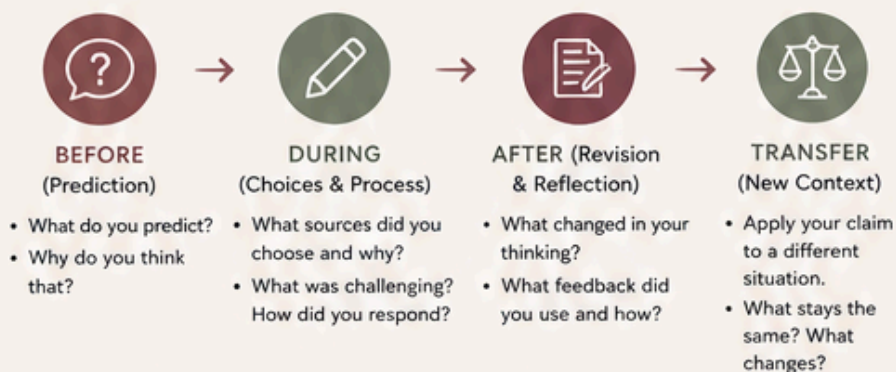 ?
BEFORE
(Prediction)
• What do you predict?
• Why do you think
that?
DURING
(Choices & Process)
• What sources did you
choose and why?
• What was challenging?
How did you respond?
AFTER (Revision
& Reflection)
• What changed in your
thinking?
• What feedback did
you use and how?
TRANSFER
(New Context)
• Apply your claim
to a different
situation.
• What stays the
same? What
changes?